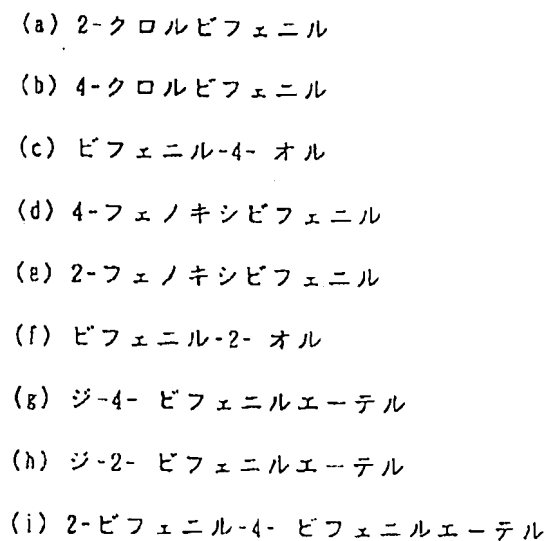 (a) 2-クロルビフェニル
(b) 4-クロルビフェニル
(c) ビフェニル-4- オル
(d) 4-フェノキシビフェニル
(e) 2-フェノキシビフェニル
(f) ビフェニル-2- オル
(g) ジ-4- ビフェニルエーテル
(h) ジ-2- ビフェニルエーテル
(i) 2-ビフェニル-4- ビフェニルエーテル